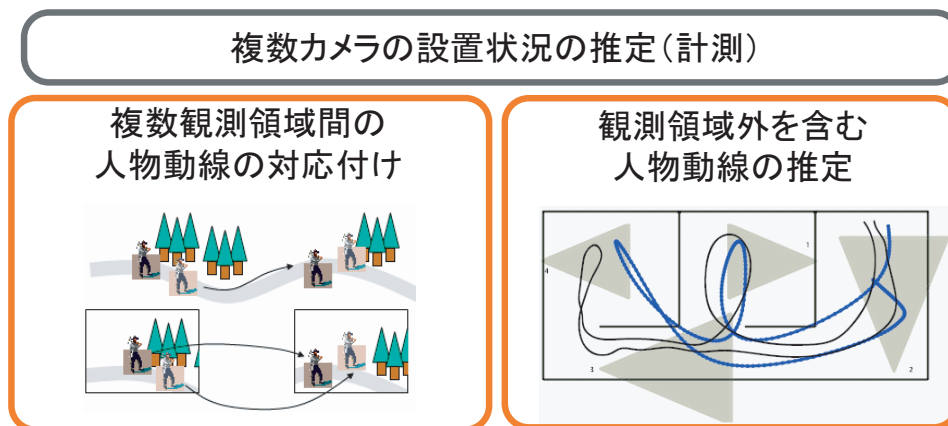 複数カメラの設置状況の推定(計測)
複数観測領域間の
人物動線の対応付け
観測領域外を含む
人物動線の推定
1
4
3
2